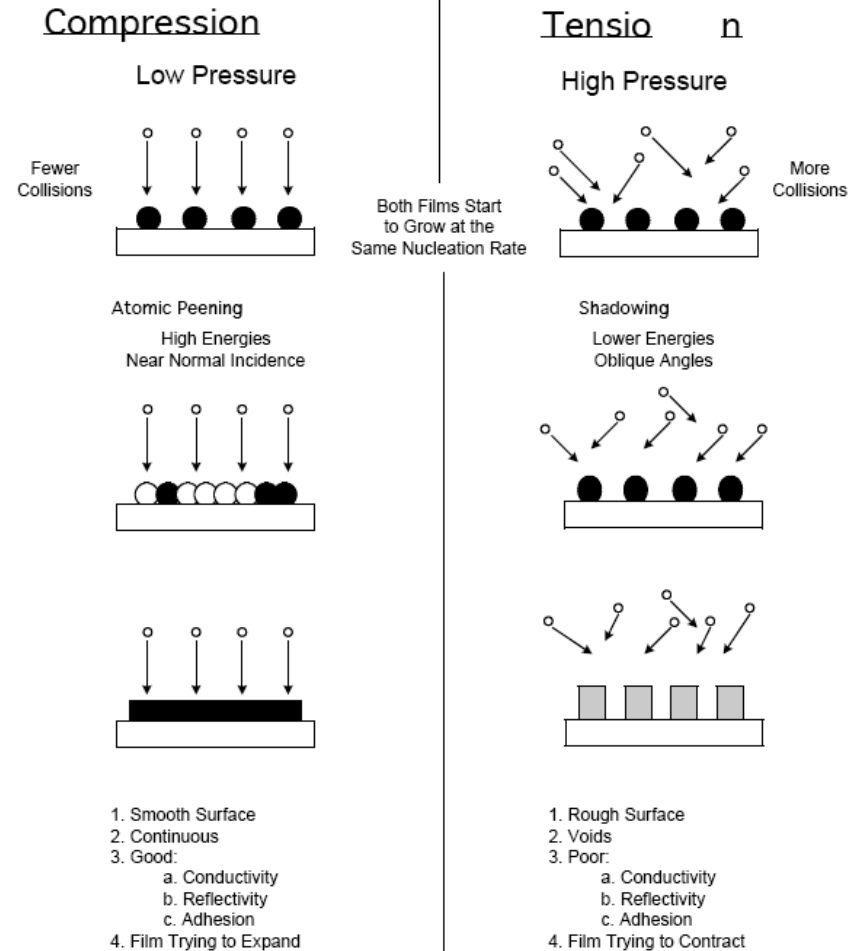 Compression
Low Pressure
Fewer
Collisions
Atomic Peening
High Energies
Near Normal Incidence
1. Smooth Surface
2. Continuous
3. Good:
a. Conductivity
b. Reflectivity
c. Adhesion
4. Film Trying to Expand
Both Films Start
to Grow at the
Same Nucleation Rate
Tensio n
High Pressure
More
Collisions
Shadowing
Lower Energies
Oblique Angles
1. Rough Surface
2. Voids
3. Poor:
a. Conductivity
b. Reflectivity
c. Adhesion
4. Film Trying to Contract